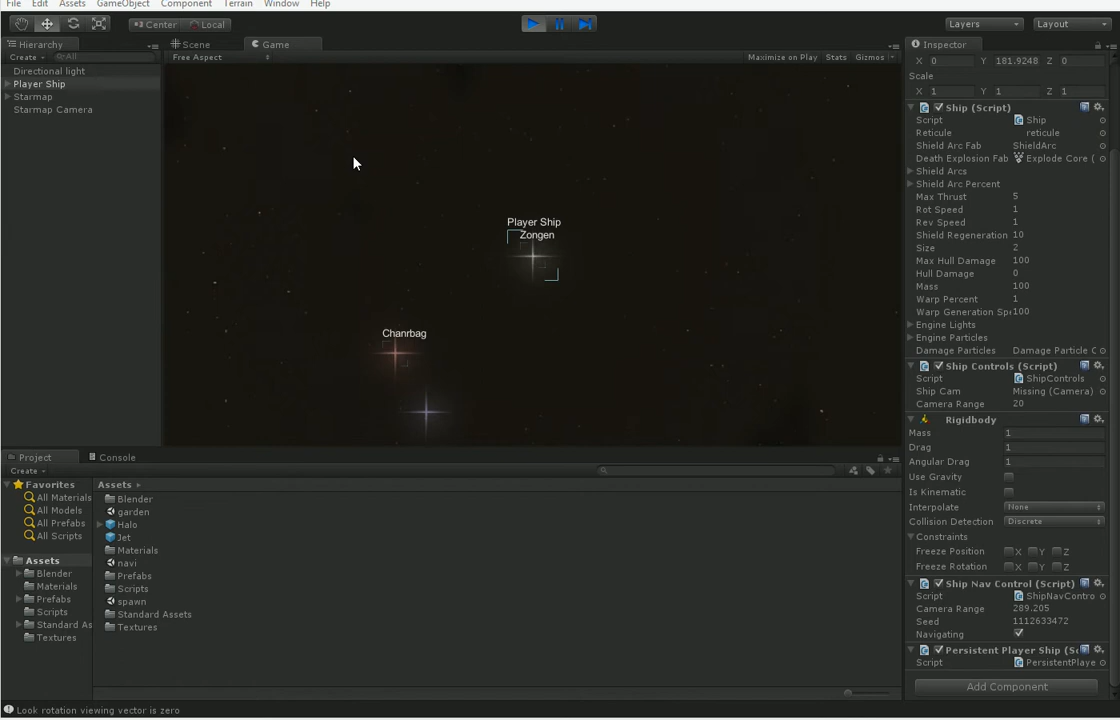 File Edit Assets GameObject Component Terrain Window Help
Center Local Layers Layout
Hierarchy Scene Game Inspector
Create All Free Aspect Maximize on Play Stats Gizmos
X 0 Y 181.9248 Z 0
Directional light
Player Ship
Starmap
Starmap Camera
Scale
X 1 Y 1 Z 1
Ship (Script)
Script Ship
Reticule reticule
Shield Arc Fab ShieldArc
Death Explosion Fab Explode Core (
Shield Arcs
Shield Arc Percent
Max Thrust 5
Rot Speed 1
Rev Speed 1
Shield Regeneration 10
Size 2
Max Hull Damage 100
Hull Damage 0
Mass 100
Warp Percent 1
Warp Generation Sp 100
Engine Lights
Engine Particles
Damage Particles Damage Particle C
Player Ship
Zongen
Chanrbag
Ship Controls (Script)
Script ShipControls
Ship Cam Missing (Camera)
Camera Range 20
Rigidbody
Mass 1
Drag 1
Angular Drag 1
Use Gravity
Is Kinematic
Interpolate None
Collision Detection Discrete
Constraints
Freeze Position X Y Z
Freeze Rotation X Y Z
Ship Nav Control (Script)
Script ShipNavContro
Camera Range 289.205
Seed 1112633472
Navigating
Persistent Player Ship (Sc
Script PersistentPlaye
Add Component
Project Console
Create
Favorites
All Materials
All Models
All Prefabs
All Scripts
Assets
Blender
Materials
Prefabs
Scripts
Standard As
Textures
Assets
Blender
garden
Halo
Jet
Materials
navi
Prefabs
Scripts
spawn
Standard Assets
Textures
Look rotation viewing vector is zero